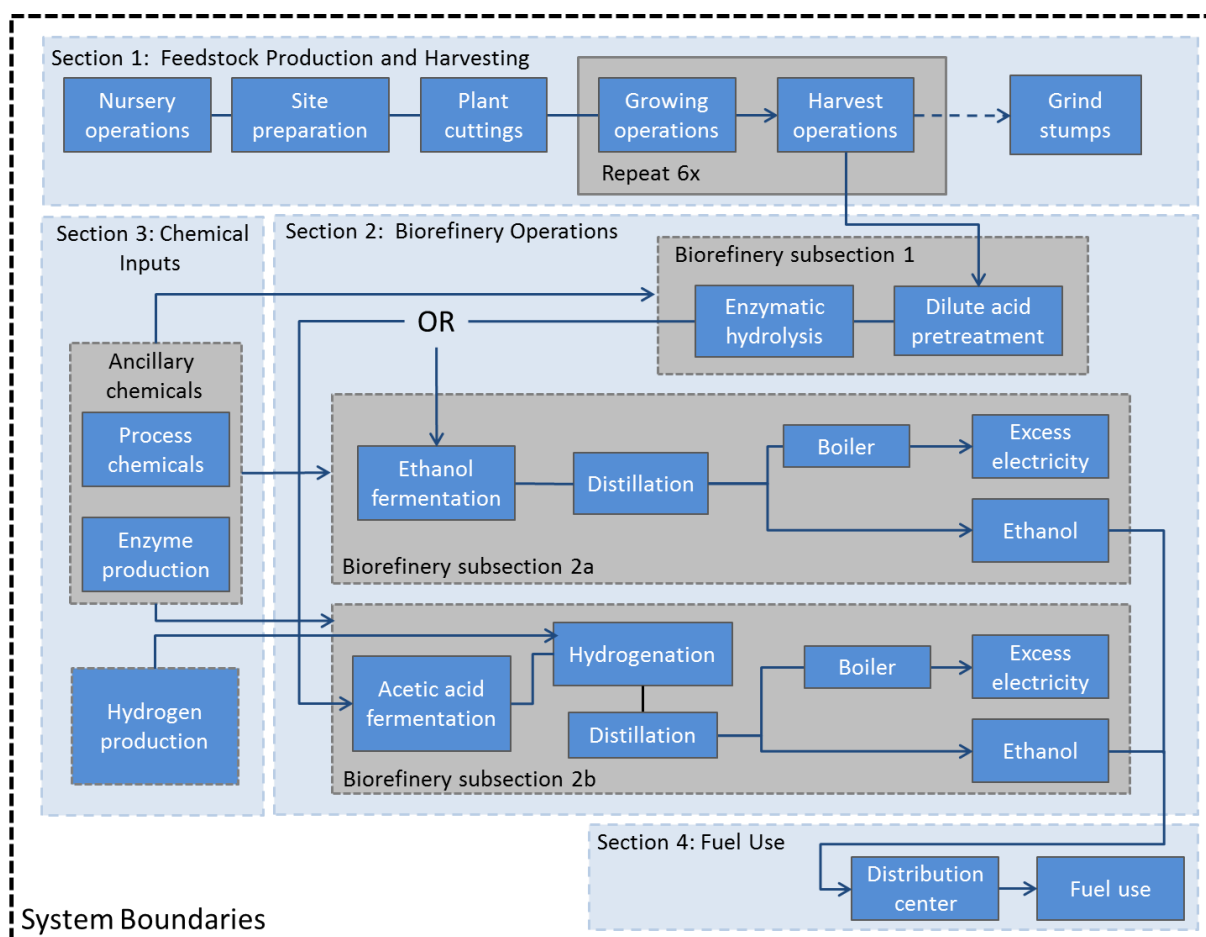 Section 1: Feedstock Production and Harvesting
Nursery
operations
Site
preparation
Plant
cuttings
Growing
operations
Harvest
operations
Grind
stumps
Repeat 6x
Section 3: Chemical
Inputs
Section 2: Biorefinery Operations
Biorefinery subsection 1
Enzymatic
hydrolysis
Dilute acid
pretreatment
OR
Ancillary
chemicals
Process
chemicals
Enzyme
production
Ethanol
fermentation
Distillation
Boiler
Excess
electricity
Ethanol
Biorefinery subsection 2a
Hydrogen
production
Acetic acid
fermentation
Hydrogenation
Distillation
Boiler
Excess
electricity
Ethanol
Biorefinery subsection 2b
Section 4: Fuel Use
Distribution
center
Fuel use
System Boundaries